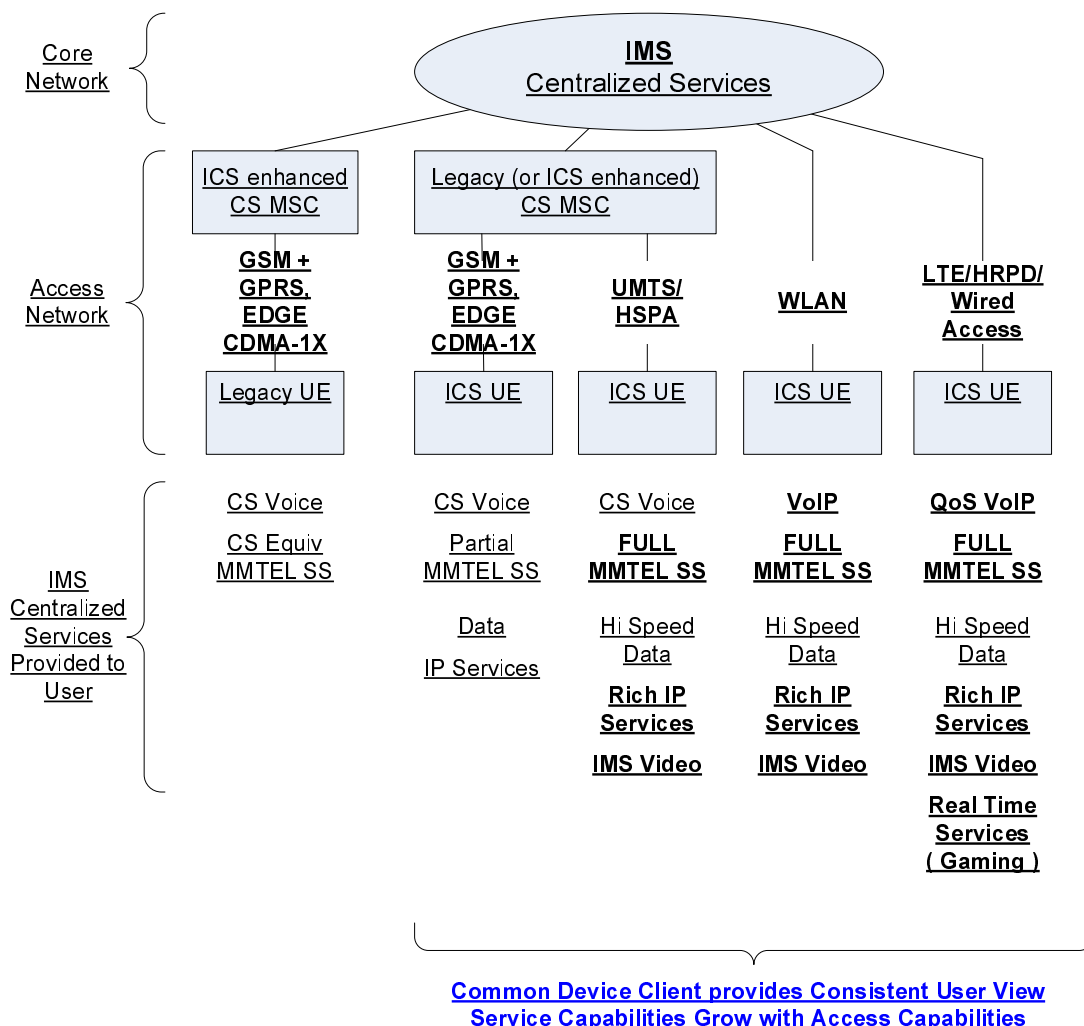 Core
Network
IMS
Centralized Services
Access
Network
ICS enhanced
CS MSC
Legacy (or ICS enhanced)
CS MSC
GSM +
GPRS,
EDGE
CDMA-1X
GSM +
GPRS,
EDGE
CDMA-1X
UMTS/
HSPA
WLAN
LTE/HRPD/
Wired
Access
Legacy UE
ICS UE
ICS UE
ICS UE
ICS UE
IMS
Centralized
Services
Provided to
User
CS Voice
CS Equiv
MMTEL SS
CS Voice
Partial
MMTEL SS
Data
IP Services
CS Voice
FULL
MMTEL SS
Hi Speed
Data
Rich IP
Services
IMS Video
VoIP
FULL
MMTEL SS
Hi Speed
Data
Rich IP
Services
IMS Video
QoS VoIP
FULL
MMTEL SS
Hi Speed
Data
Rich IP
Services
IMS Video
Real Time
Services
( Gaming )
Common Device Client provides Consistent User View
Service Capabilities Grow with Access Capabilities